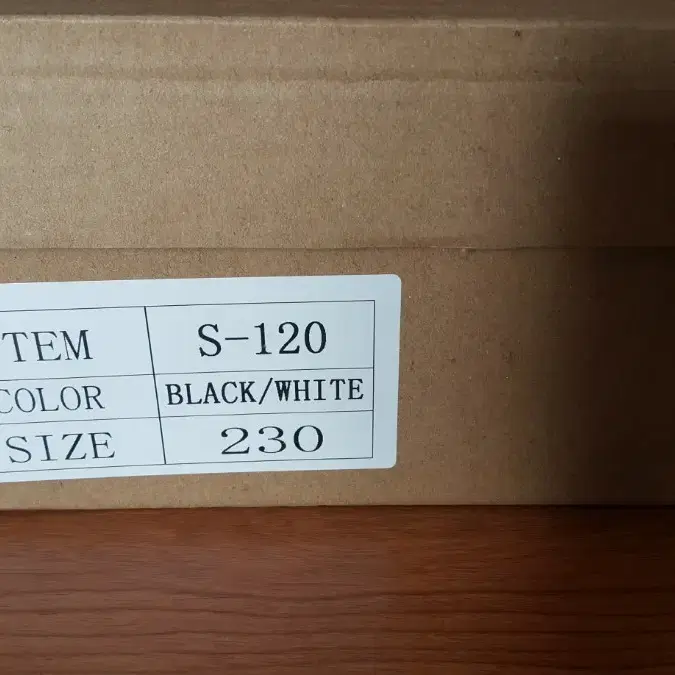 TEM S-120
COLOR BLACK/WHITE
SIZE 230